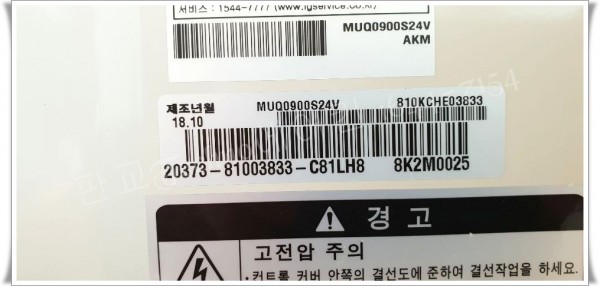 서비스 : 1544-7777 (www.lgservice.co.kr)
MUQ0900S24V
AKM
제조년월 MUQ0900S24V 810KCHE03833
18.10
20373-81003833-C81LH8 8K2M0025
경 고
고전압 주의
·컨트롤 커버 안쪽의 결선도에 준하여 결선작업을 하세요.